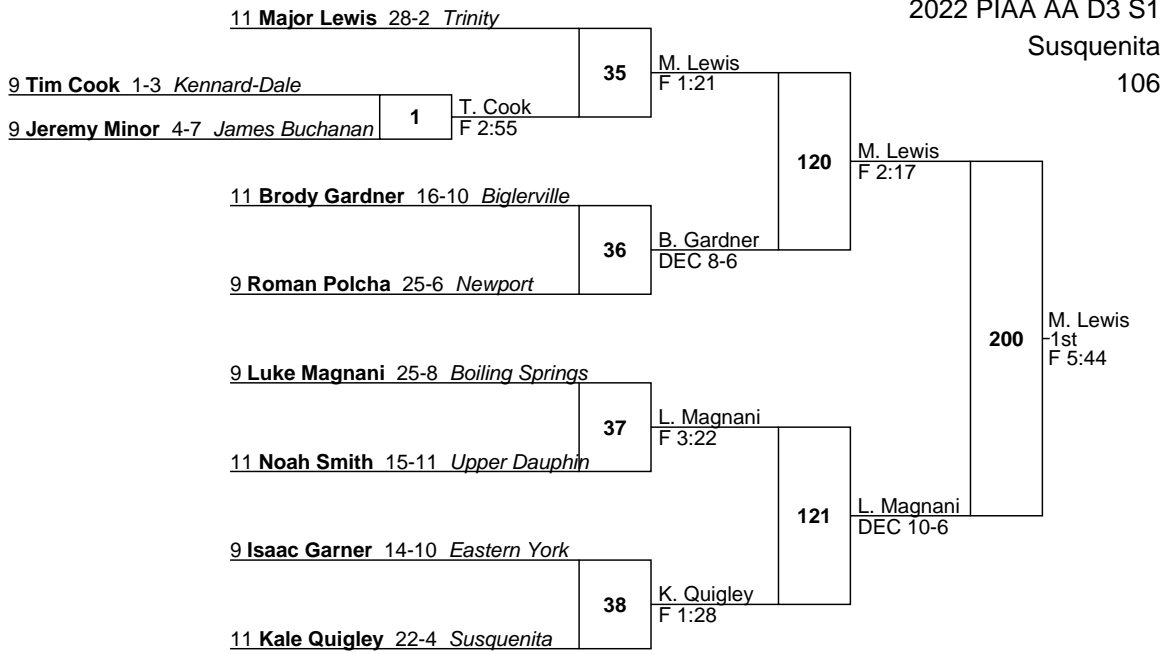 2022 PIAA AA D3 S1
Susquenita
106
11 Major Lewis 28-2 Trinity
35
M. Lewis
F 1:21
9 Tim Cook 1-3 Kennard-Dale
1
T. Cook
F 2:55
9 Jeremy Minor 4-7 James Buchanan
120
M. Lewis
F 2:17
11 Brody Gardner 16-10 Biglerville
36
B. Gardner
DEC 8-6
9 Roman Polcha 25-6 Newport
200
M. Lewis
1st
F 5:44
9 Luke Magnani 25-8 Boiling Springs
37
L. Magnani
F 3:22
11 Noah Smith 15-11 Upper Dauphin
121
L. Magnani
DEC 10-6
9 Isaac Garner 14-10 Eastern York
38
K. Quigley
F 1:28
11 Kale Quigley 22-4 Susquenita